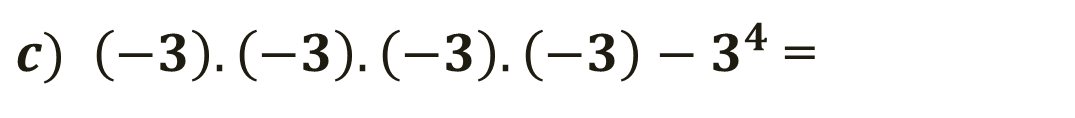 c) (−3).(−3).(−3).(−3) − 3⁴ =